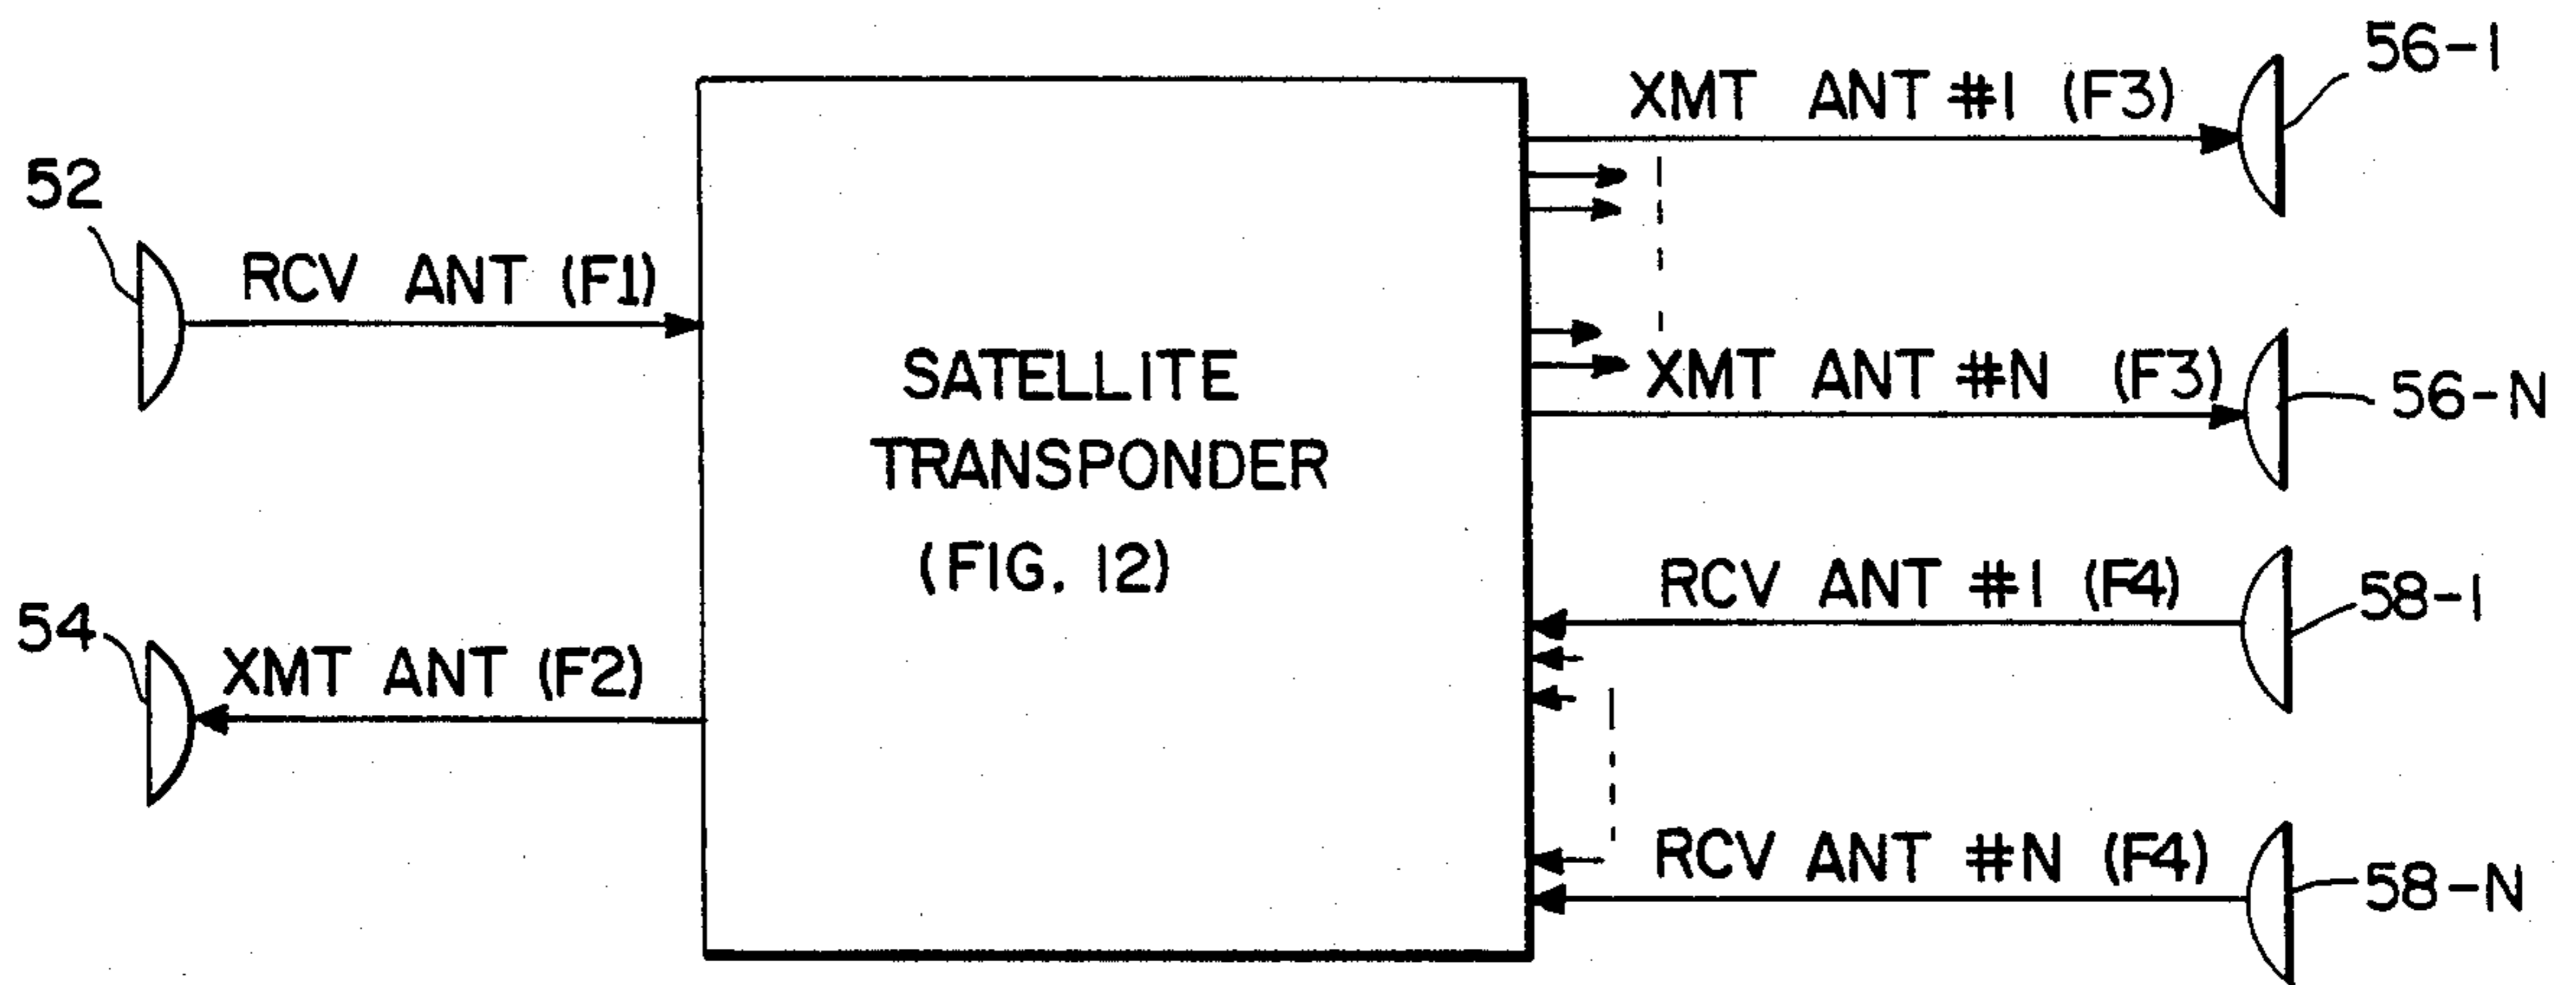 56-1
XMT ANT #1 (F3)
52
RCV ANT (F1)
SATELLITE
TRANSPONDER
(FIG. 12)
XMT ANT #N (F3)
56-N
RCV ANT #1 (F4)
58-1
54
XMT ANT (F2)
RCV ANT #N (F4)
58-N